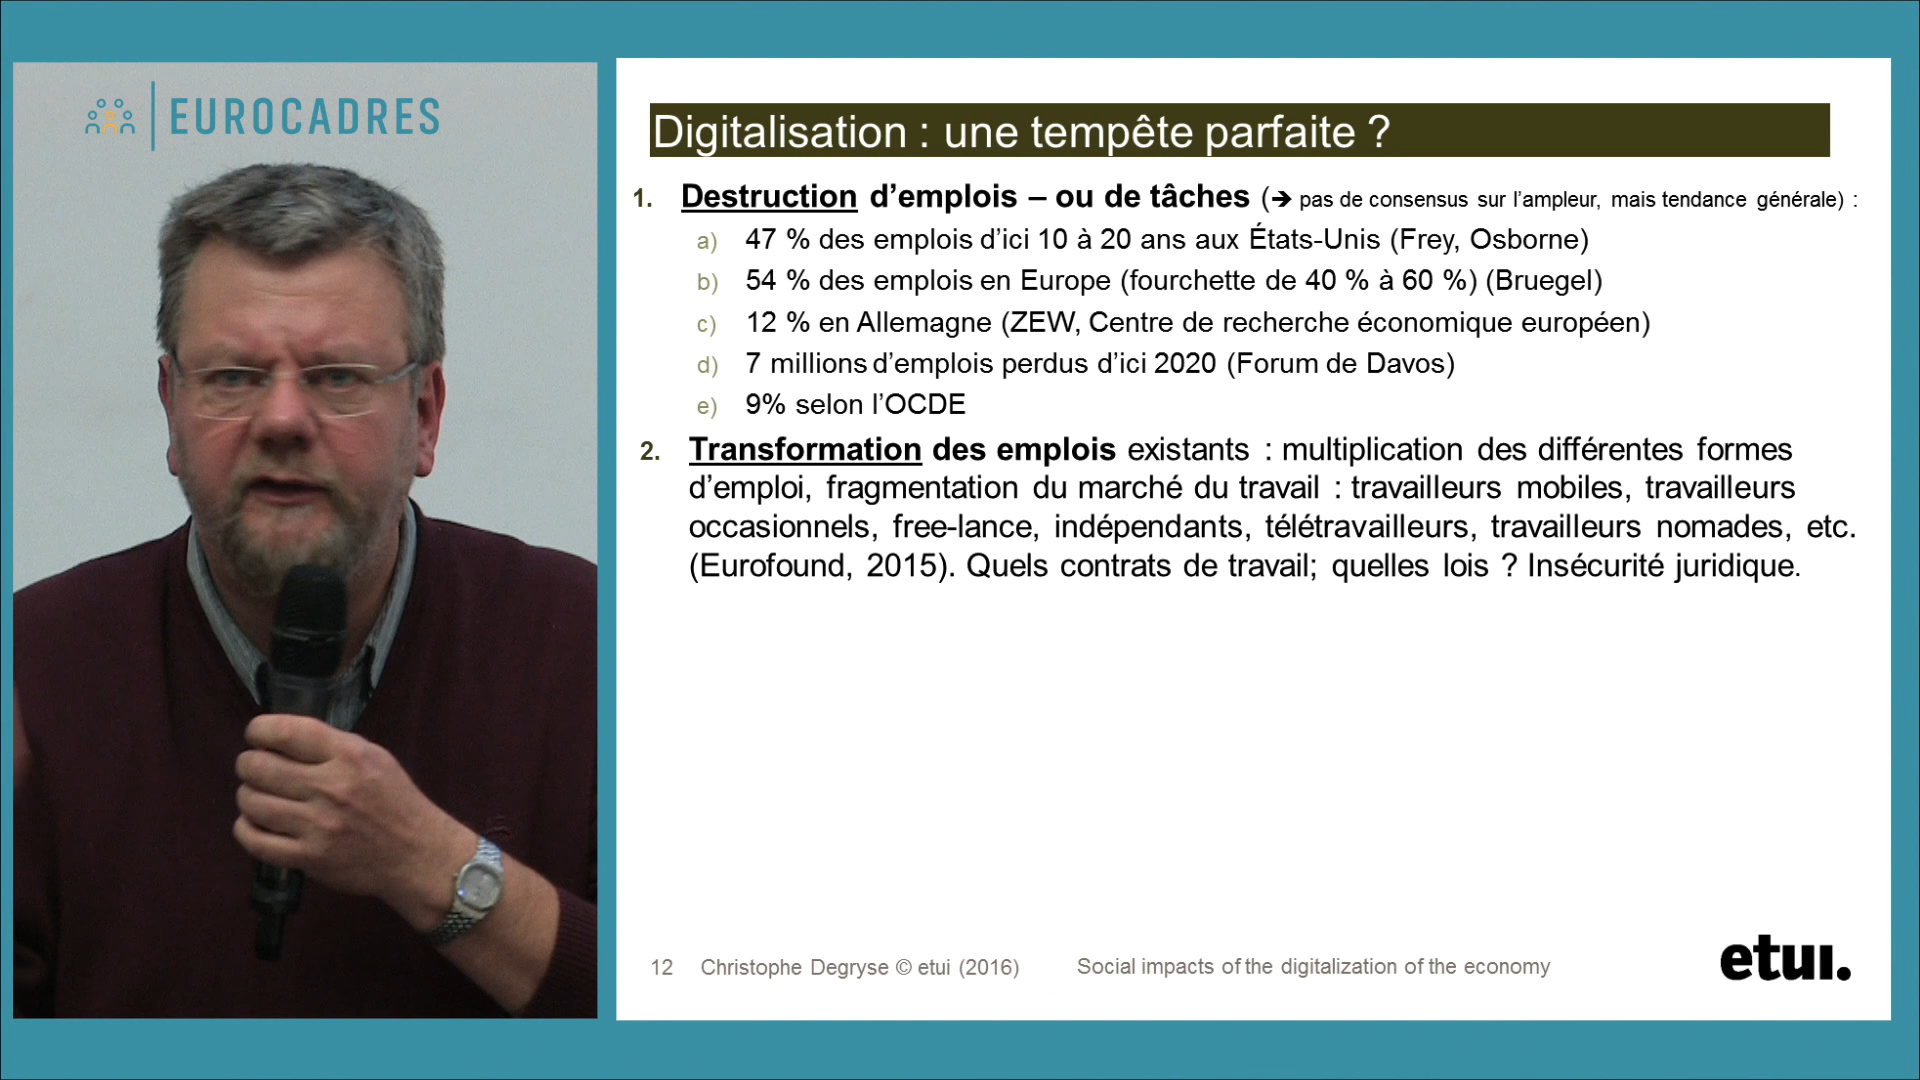 EUROCADRES
Digitalisation : une tempête parfaite ?
1. Destruction d’emplois – ou de tâches (➔ pas de consensus sur l’ampleur, mais tendance générale) :
a) 47 % des emplois d’ici 10 à 20 ans aux États-Unis (Frey, Osborne)
b) 54 % des emplois en Europe (fourchette de 40 % à 60 %) (Bruegel)
c) 12 % en Allemagne (ZEW, Centre de recherche économique européen)
d) 7 millions d’emplois perdus d’ici 2020 (Forum de Davos)
e) 9% selon l’OCDE
2. Transformation des emplois existants : multiplication des différentes formes
d’emploi, fragmentation du marché du travail : travailleurs mobiles, travailleurs
occasionnels, free-lance, indépendants, télétravailleurs, travailleurs nomades, etc.
(Eurofound, 2015). Quels contrats de travail; quelles lois ? Insécurité juridique.
12 Christophe Degryse © etui (2016) Social impacts of the digitalization of the economy
etui.